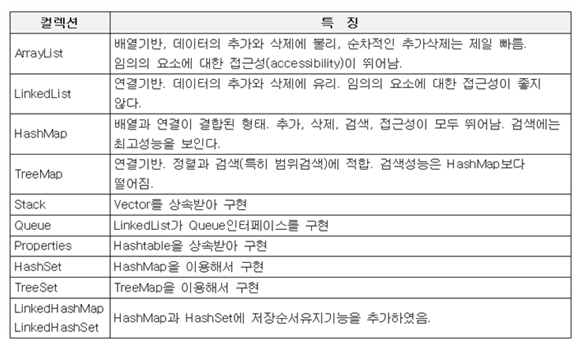 컬렉션 특 징
ArrayList 배열기반, 데이터의 추가와 삭제에 불리, 순차적인 추가삭제는 제일 빠름.
임의의 요소에 대한 접근성(accessibility)이 뛰어남.
LinkedList 연결기반. 데이터의 추가와 삭제에 유리. 임의의 요소에 대한 접근성이 좋지
않다.
HashMap 배열과 연결이 결합된 형태. 추가, 삭제, 검색, 접근성이 모두 뛰어남. 검색에는
최고성능을 보인다.
TreeMap 연결기반. 정렬과 검색(특히 범위검색)에 적합. 검색성능은 HashMap보다
떨어짐.
Stack Vector를 상속받아 구현
Queue LinkedList가 Queue인터페이스를 구현
Properties Hashtable을 상속받아 구현
HashSet HashMap을 이용해서 구현
TreeSet TreeMap을 이용해서 구현
LinkedHashMap
LinkedHashSet
HashMap과 HashSet에 저장순서유지기능을 추가하였음.